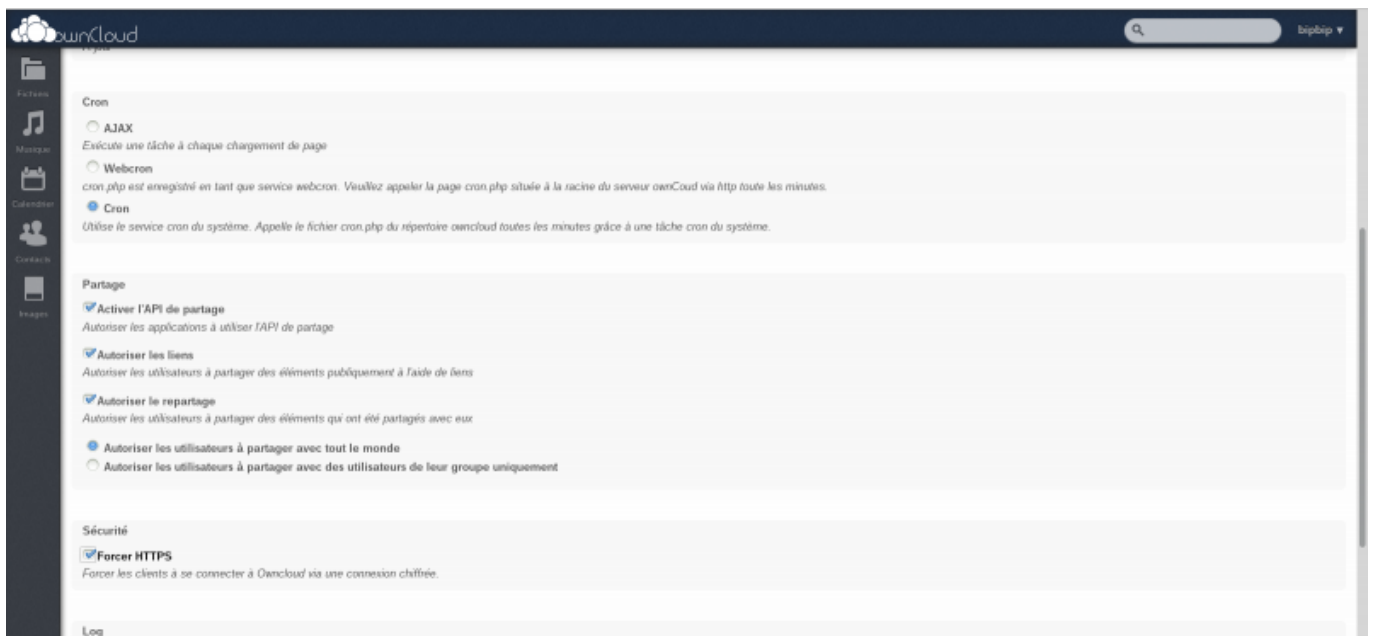 ownCloud
bipbip ▼
Fichiers
Musique
Calendrier
Contacts
Images
Cron
AJAX
Exécute une tâche à chaque chargement de page
Webcron
cron.php est enregistré en tant que service webcron. Veuillez appeler la page cron.php située à la racine du serveur ownCoud via http toute les minutes.
Cron
Utilise le service cron du système. Appelle le fichier cron.php du répertoire owncloud toutes les minutes grâce à une tâche cron du système.
Partage
Activer l'API de partage
Autoriser les applications à utiliser l'API de partage
Autoriser les liens
Autoriser les utilisateurs à partager des éléments publiquement à l'aide de liens
Autoriser le repartage
Autoriser les utilisateurs à partager des éléments qui ont été partagés avec eux
Autoriser les utilisateurs à partager avec tout le monde
Autoriser les utilisateurs à partager avec des utilisateurs de leur groupe uniquement
Sécurité
Forcer HTTPS
Forcer les clients à se connecter à Owncloud via une connexion chiffrée.
Log